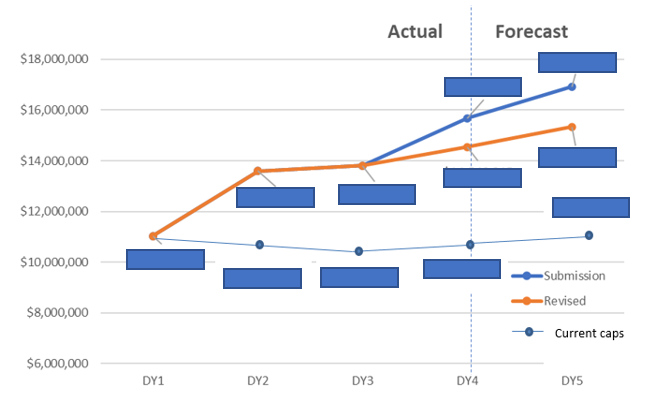 Actual Forecast
$18,000,000
$16,000,000
$14,000,000
$12,000,000
$10,000,000
$8,000,000
$6,000,000
Submission
Revised
Current caps
DY1 DY2 DY3 DY4 DY5